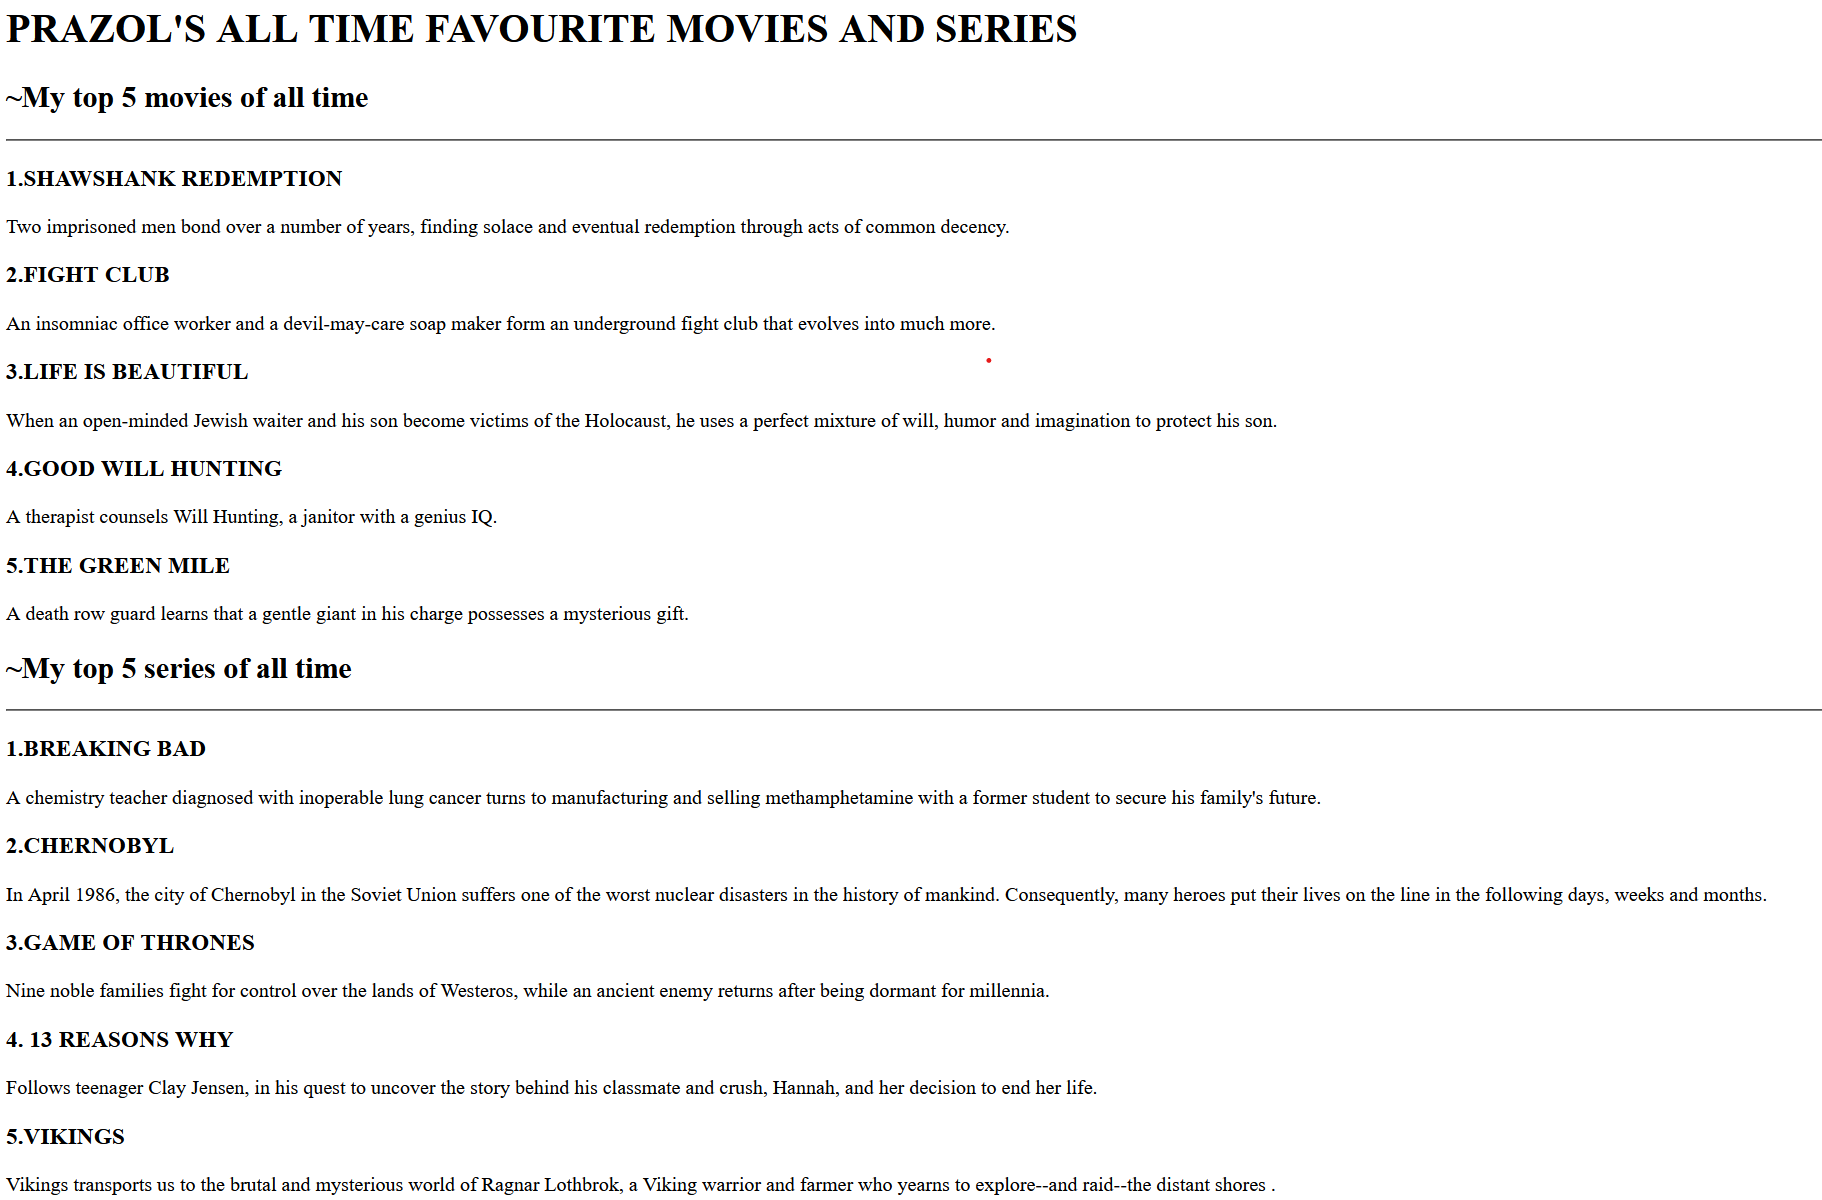 PRAZOL'S ALL TIME FAVOURITE MOVIES AND SERIES
~My top 5 movies of all time
1.SHAWSHANK REDEMPTION
Two imprisoned men bond over a number of years, finding solace and eventual redemption through acts of common decency.
2.FIGHT CLUB
An insomniac office worker and a devil-may-care soap maker form an underground fight club that evolves into much more.
3.LIFE IS BEAUTIFUL
When an open-minded Jewish waiter and his son become victims of the Holocaust, he uses a perfect mixture of will, humor and imagination to protect his son.
4.GOOD WILL HUNTING
A therapist counsels Will Hunting, a janitor with a genius IQ.
5.THE GREEN MILE
A death row guard learns that a gentle giant in his charge possesses a mysterious gift.
~My top 5 series of all time
1.BREAKING BAD
A chemistry teacher diagnosed with inoperable lung cancer turns to manufacturing and selling methamphetamine with a former student to secure his family's future.
2.CHERNOBYL
In April 1986, the city of Chernobyl in the Soviet Union suffers one of the worst nuclear disasters in the history of mankind. Consequently, many heroes put their lives on the line in the following days, weeks and months.
3.GAME OF THRONES
Nine noble families fight for control over the lands of Westeros, while an ancient enemy returns after being dormant for millennia.
4. 13 REASONS WHY
Follows teenager Clay Jensen, in his quest to uncover the story behind his classmate and crush, Hannah, and her decision to end her life.
5.VIKINGS
Vikings transports us to the brutal and mysterious world of Ragnar Lothbrok, a Viking warrior and farmer who yearns to explore--and raid--the distant shores .